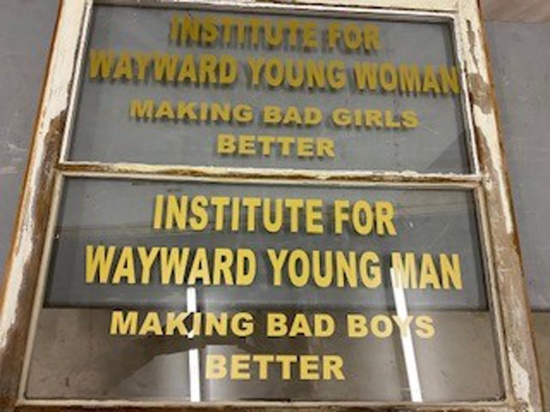 INSTITUTE FOR
WAYWARD YOUNG WOMAN
MAKING BAD GIRLS
BETTER
INSTITUTE FOR
WAYWARD YOUNG MAN
MAKING BAD BOYS
BETTER